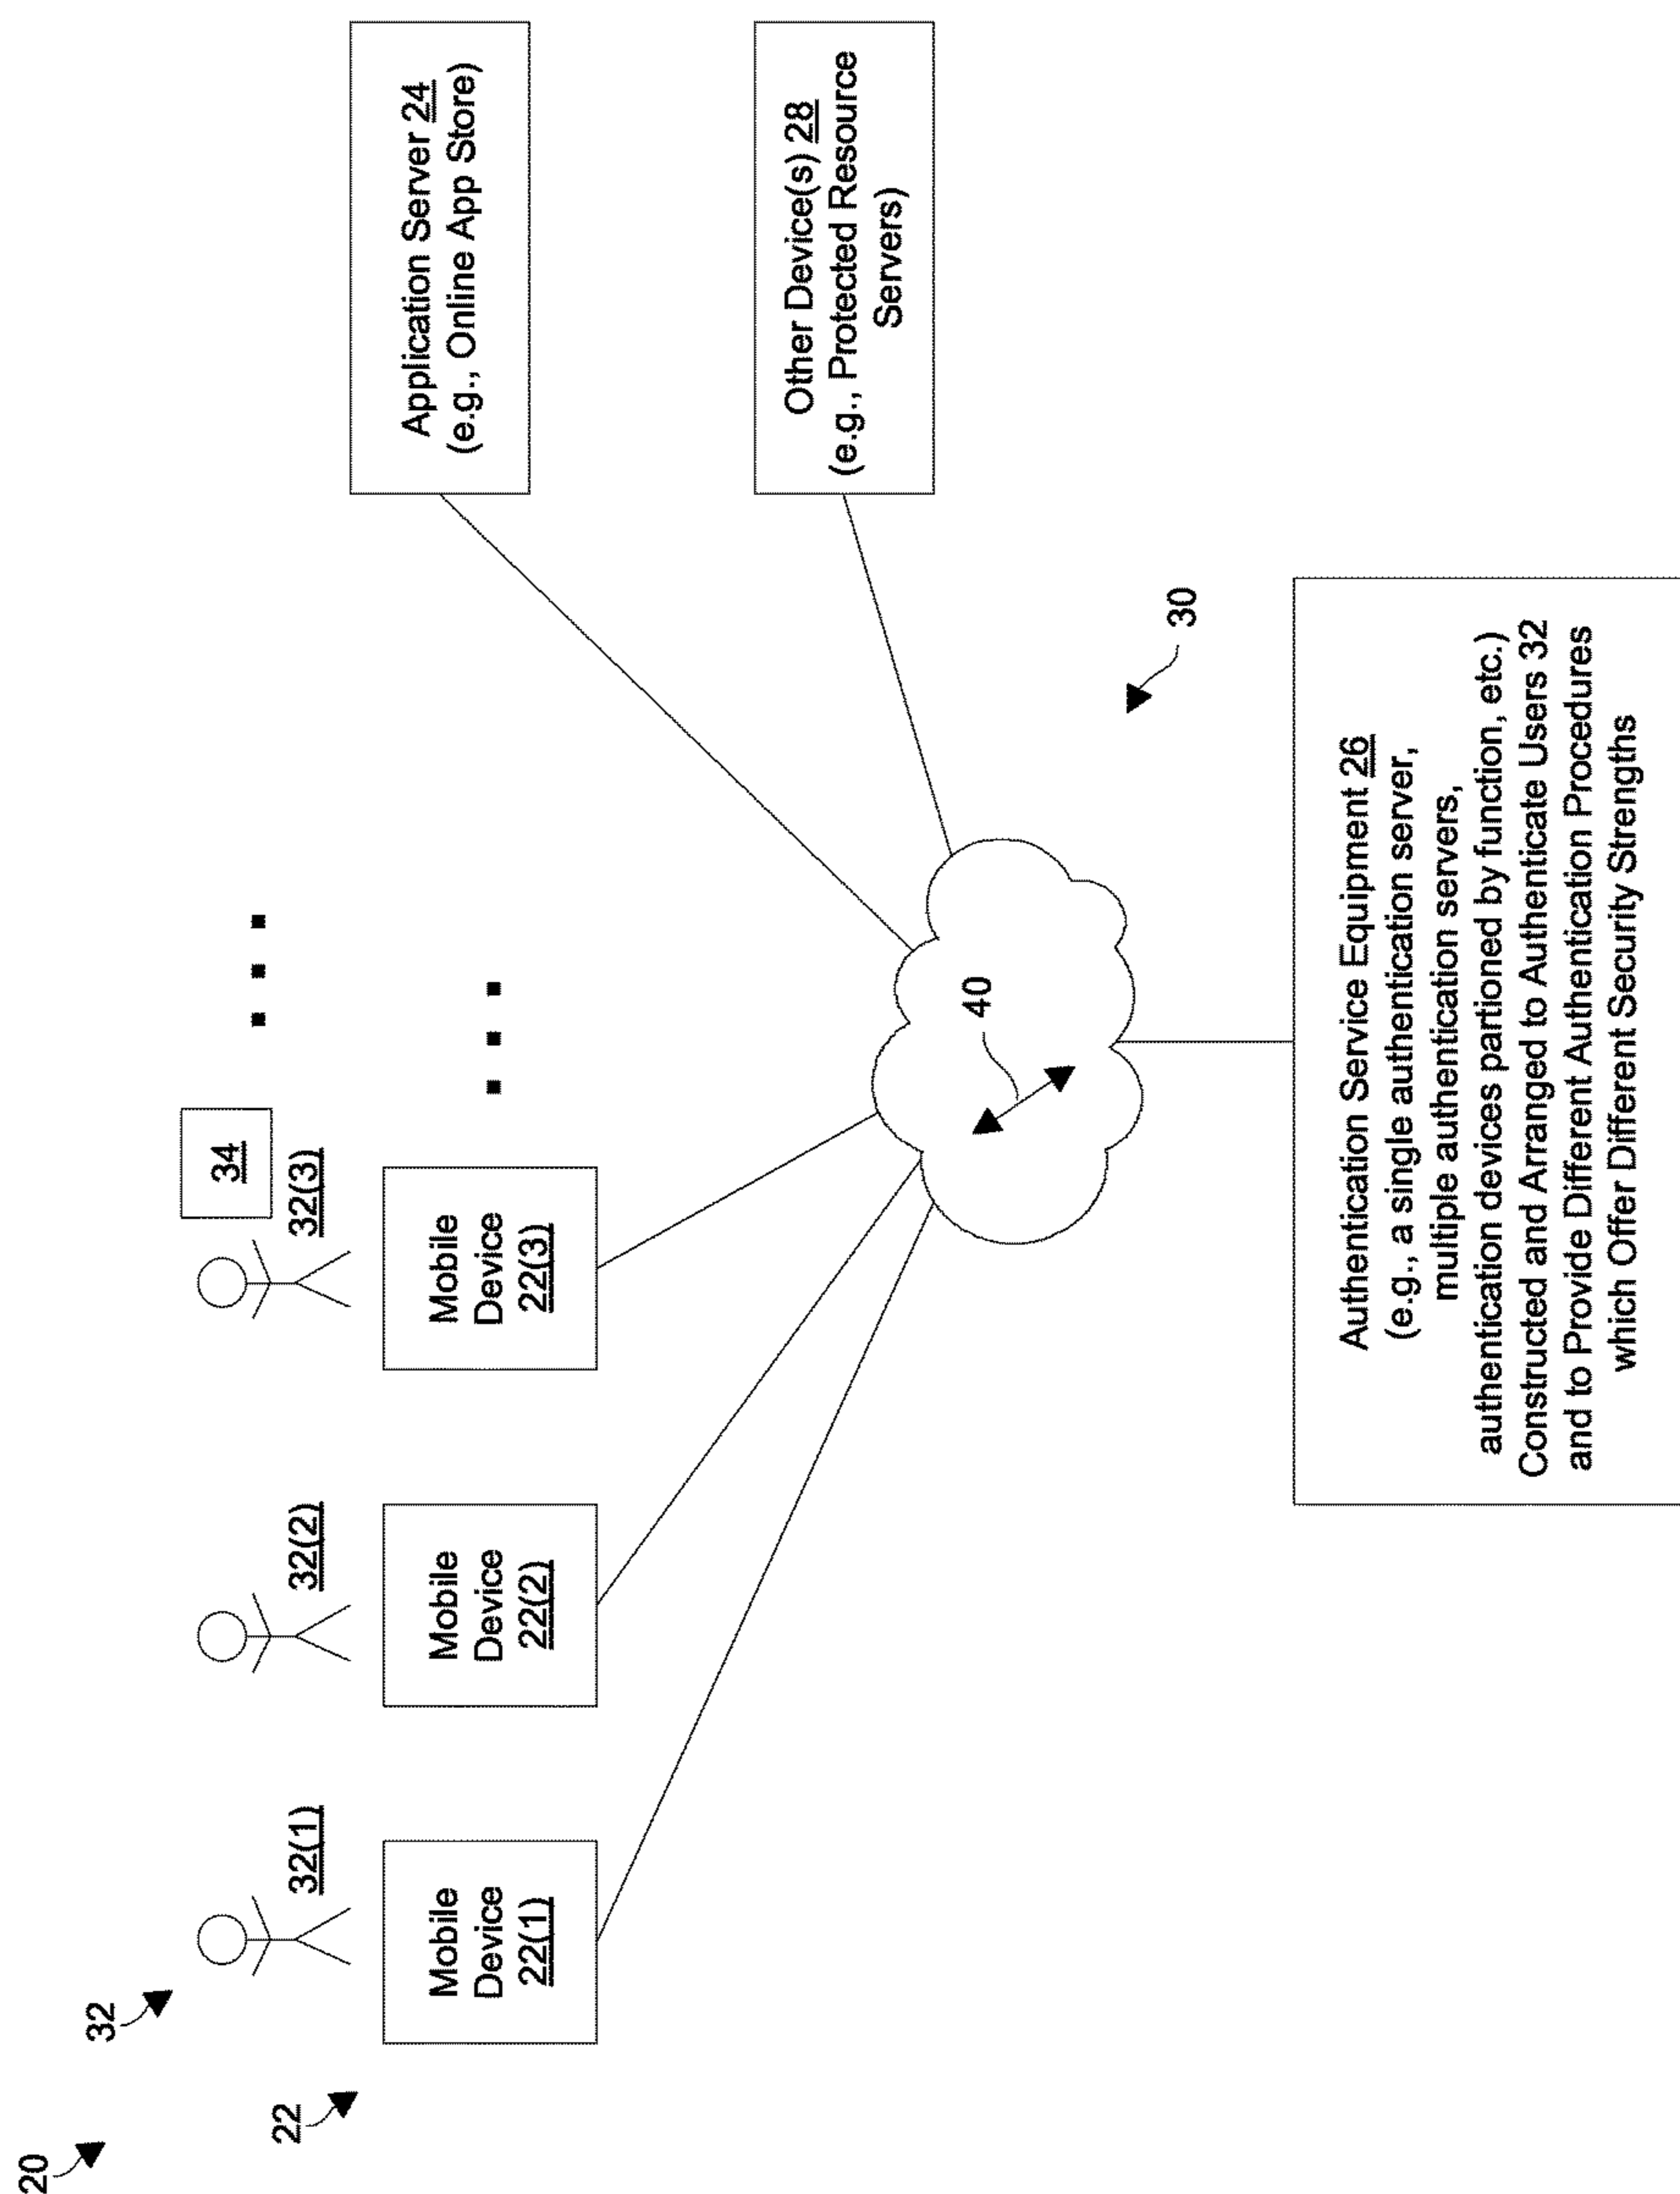 20
32
22
32(1)
32(2)
32(3)
34
Mobile
Device
22(1)
Mobile
Device
22(2)
Mobile
Device
22(3)
Application Server 24
(e.g., Online App Store)
Other Device(s) 28
(e.g., Protected Resource
Servers)
40
30
Authentication Service Equipment 26
(e.g., a single authentication server,
multiple authentication servers,
authentication devices partioned by function, etc.)
Constructed and Arranged to Authenticate Users 32
and to Provide Different Authentication Procedures
which Offer Different Security Strengths